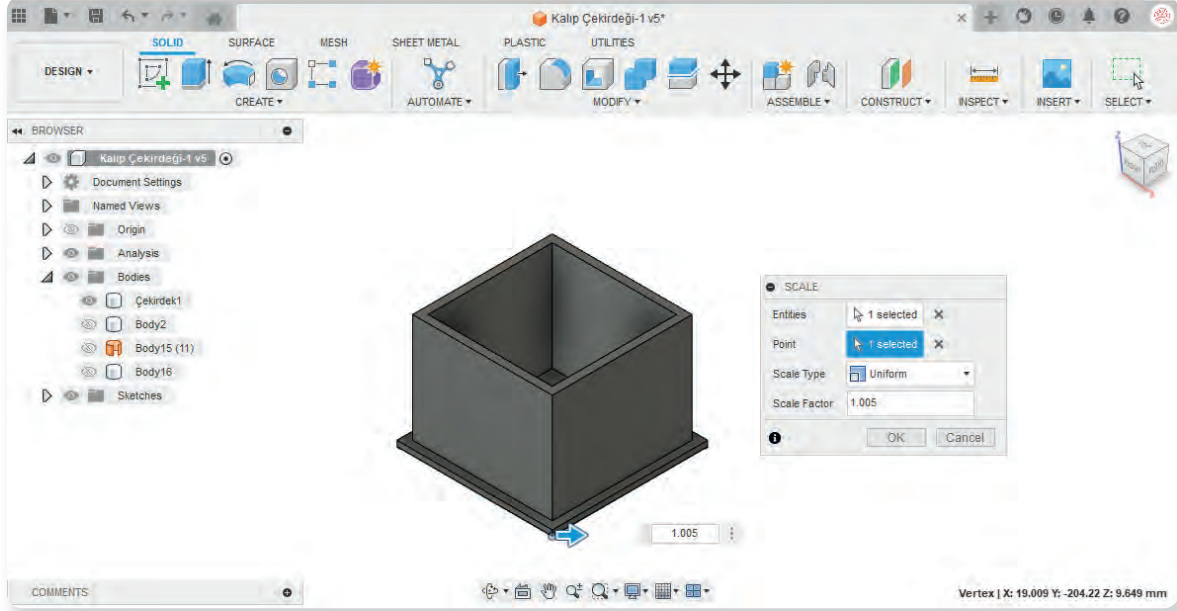 Kalıp Çekirdeği-1 v5*
SOLID SURFACE MESH SHEET METAL PLASTIC UTILITIES
DESIGN
CREATE AUTOMATE MODIFY ASSEMBLE CONSTRUCT INSPECT INSERT SELECT
BROWSER
Kalıp Çekirdeği-1 v5
Document Settings
Named Views
Origin
Analysis
Bodies
Çekirdek1
Body2
Body15 (11)
Body16
Sketches
SCALE
Entities 1 selected
Point 1 selected
Scale Type Uniform
Scale Factor 1.005
OK Cancel
1.005
COMMENTS
Vertex | X: 19.009 Y: -204.22 Z: 9.649 mm